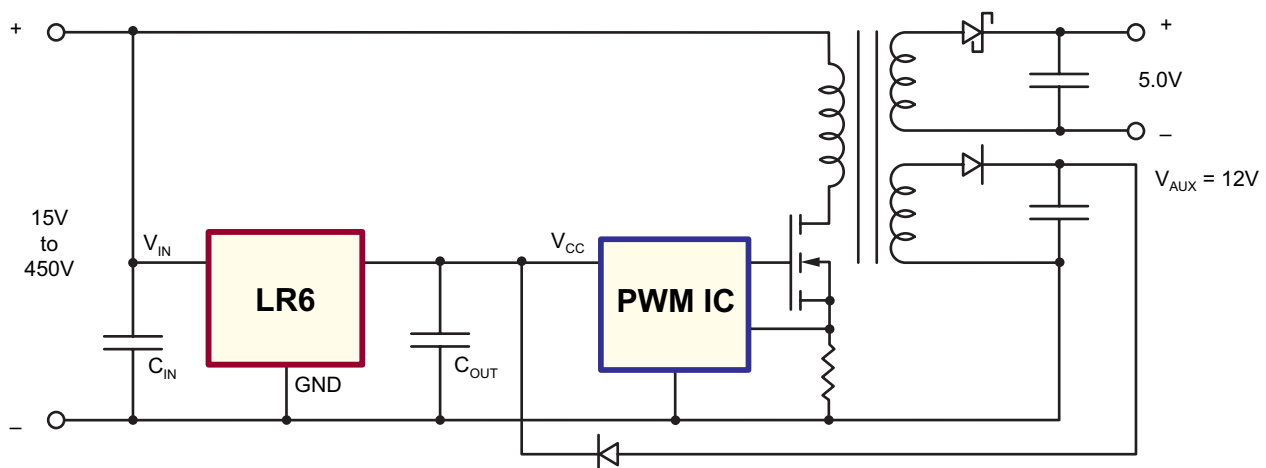 +
+
5.0V
–
V_AUX = 12V
15V
to
450V
V_IN
LR6
V_CC
PWM IC
C_IN
GND
C_OUT
–